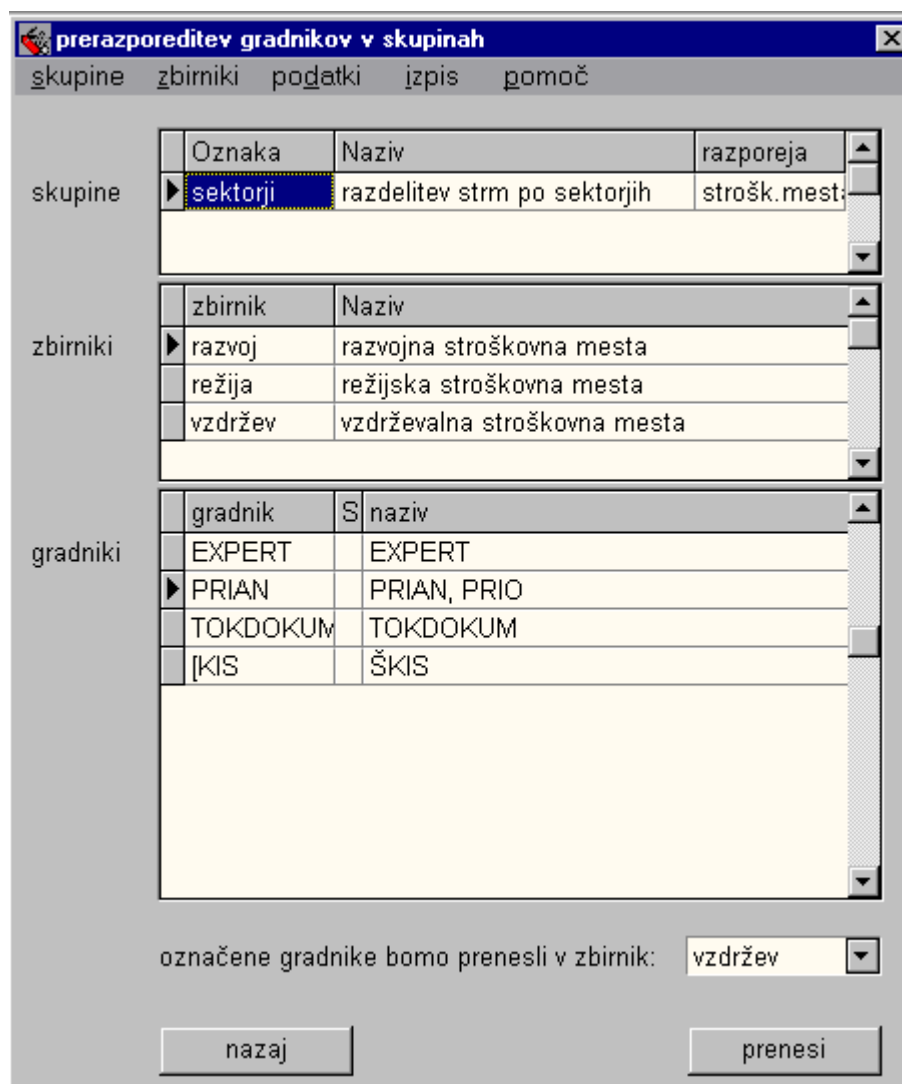 prerazporeditev gradnikov v skupinah
skupine zbirniki podatki izpis pomoč
Oznaka Naziv razporeja
skupine sektorji razdelitev strm po sektorjih strošk.mesta
zbirnik Naziv
zbirniki razvoj razvojna stroškovna mesta
režija režijska stroškovna mesta
vzdržev vzdrževalna stroškovna mesta
gradnik S naziv
gradniki EXPERT EXPERT
PRIAN PRIAN, PRIO
TOKDOKUM TOKDOKUM
[KIS ŠKIS
označene gradnike bomo prenesli v zbirnik: vzdržev
nazaj prenesi